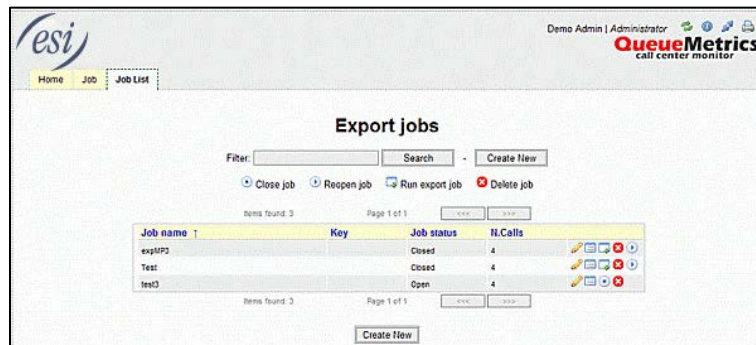 esi
Demo Admin | Administrator
QueueMetrics
call center monitor
Home Job Job List
Export jobs
Filter: Search - Create New
Close job Reopen job Run export job Delete job
Items found: 3 Page 1 of 1 <<< >>>
Job name ↑ Key Job status N.Calls
expMP3 Closed 4
Test Closed 4
test3 Open 4
Items found: 3 Page 1 of 1 <<< >>>
Create New